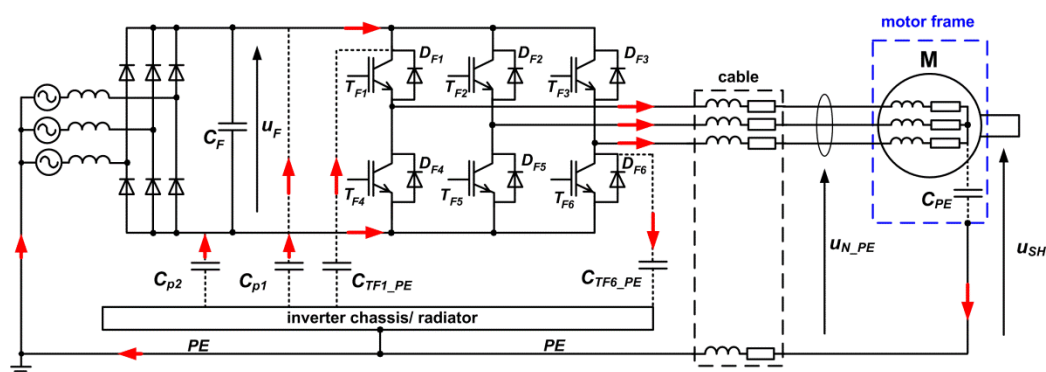 motor frame
M
cable
D_F1
D_F2
D_F3
T_F1
T_F2
T_F3
C_F
u_F
D_F4
D_F5
D_F6
T_F4
T_F5
T_F6
C_PE
u_N_PE
u_SH
C_p2
C_p1
C_TF1_PE
C_TF6_PE
inverter chassis/ radiator
PE
PE